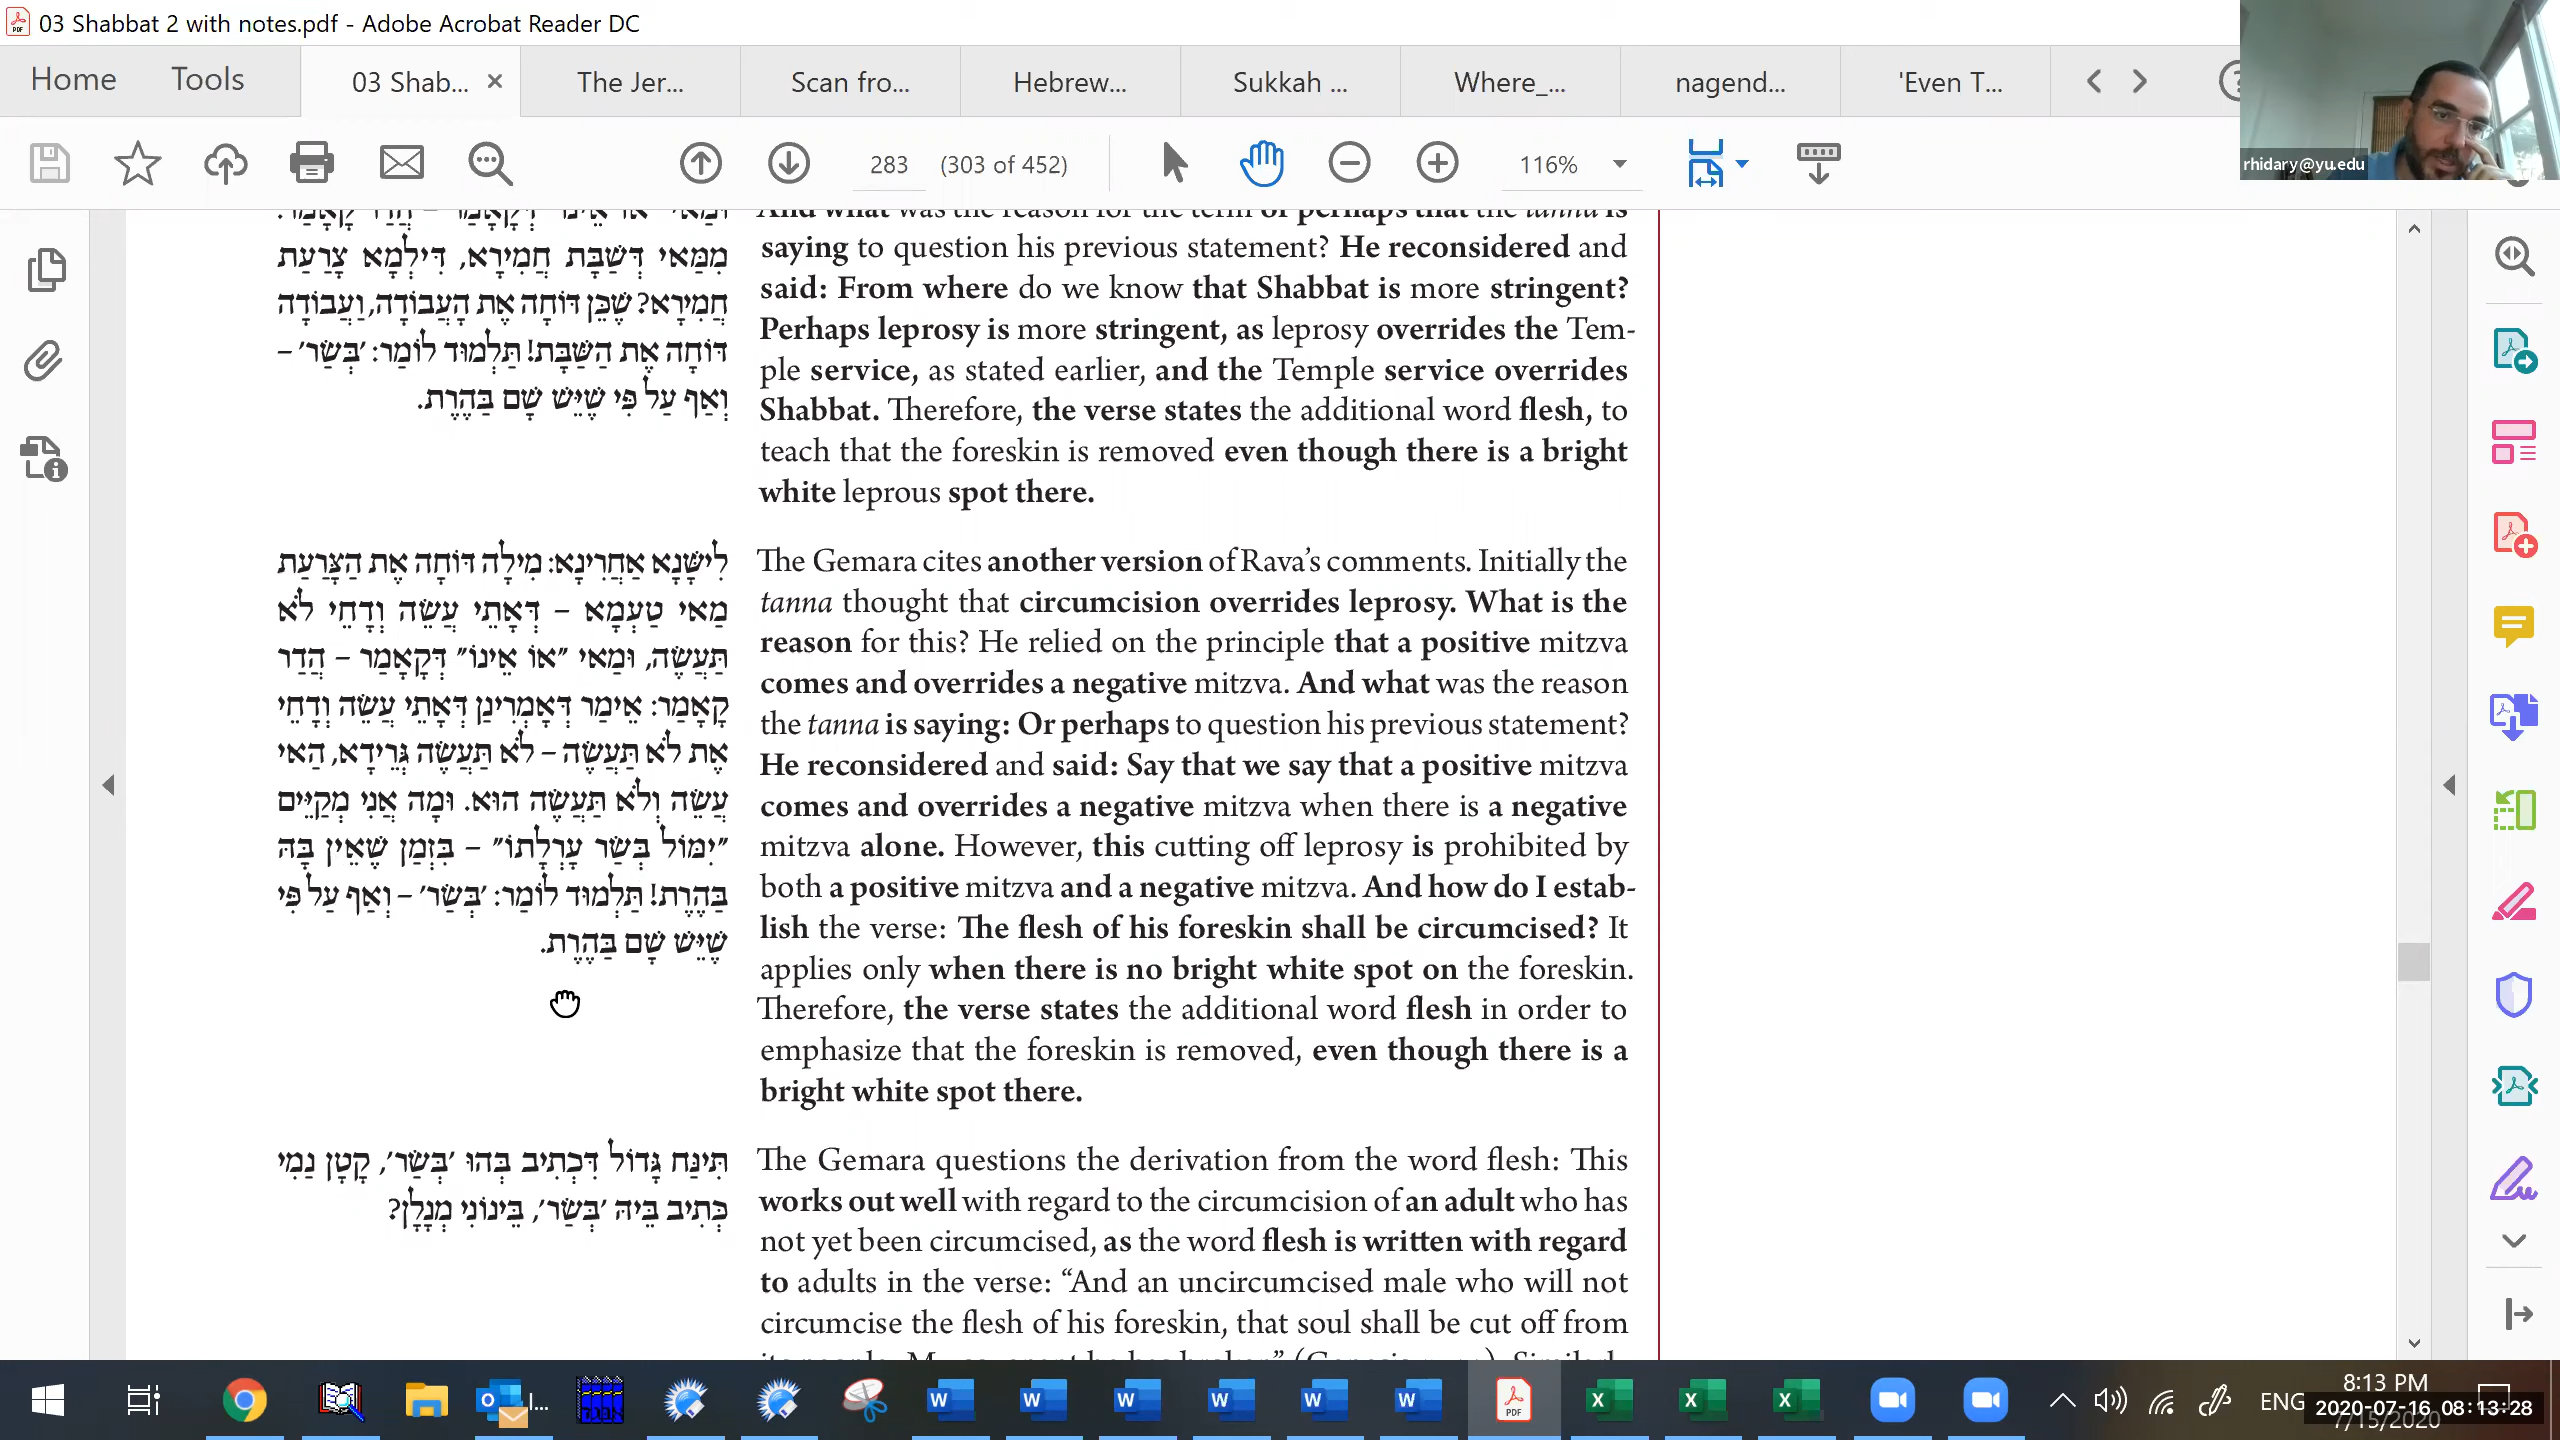 03 Shabbat 2 with notes.pdf - Adobe Acrobat Reader DC
Home
Tools
03 Shab...
The Jer...
Scan fro...
Hebrew...
Sukkah ...
Where_...
nagend...
'Even T...
283
(303 of 452)
116%
rhidary@yu.edu
מִמַּאי דְּשַׁבָּת חֲמִירָא, דִּילְמָא צָרַעַת
חֲמִירָא? שֶׁכֵּן דּוֹחָה אֶת הָעֲבוֹדָה, וַעֲבוֹדָה
דּוֹחָה אֶת הַשַּׁבָּת! תַּלְמוּד לוֹמַר: ׳בְּשַׂר׳ –
וְאַף עַל פִּי שֶׁיֵּשׁ שָׁם בַּהֶרֶת.
לִישָּׁנָא אַחֲרִינָא: מִילָה דּוֹחָה אֶת הַצָּרַעַת
מַאי טַעְמָא – דְּאָתֵי עֲשֵׂה וְדָחֵי לֹא
תַּעֲשֶׂה, וּמַאי ״אוֹ אֵינוֹ״ דְּקָאָמַר – הֲדַר
קָאָמַר: אֵימַר דְּאָמְרִינַן דְּאָתֵי עֲשֵׂה וְדָחֵי
אֶת לֹא תַּעֲשֶׂה – לֹא תַּעֲשֶׂה גְּרֵידָא, הַאי
עֲשֵׂה וְלֹא תַּעֲשֶׂה הוּא. וּמָה אֲנִי מְקַיֵּים
״יִמּוֹל בְּשַׂר עָרְלָתוֹ״ – בִּזְמַן שֶׁאֵין בָּהּ
בַּהֶרֶת! תַּלְמוּד לוֹמַר: ׳בְּשַׂר׳ – וְאַף עַל פִּי
שֶׁיֵּשׁ שָׁם בַּהֶרֶת.
תִּינַח גָּדוֹל דִּכְתִיב בְּהוּ ׳בְּשַׂר׳, קָטָן נַמִי
כְּתִיב בֵּיהּ ׳בְּשַׂר׳, בֵּינוֹנִי מְנָלָן?
And what was the reason for the term or perhaps that the tanna is
saying to question his previous statement? He reconsidered and
said: From where do we know that Shabbat is more stringent?
Perhaps leprosy is more stringent, as leprosy overrides the Tem-
ple service, as stated earlier, and the Temple service overrides
Shabbat. Therefore, the verse states the additional word flesh, to
teach that the foreskin is removed even though there is a bright
white leprous spot there.
The Gemara cites another version of Rava's comments. Initially the
tanna thought that circumcision overrides leprosy. What is the
reason for this? He relied on the principle that a positive mitzva
comes and overrides a negative mitzva. And what was the reason
the tanna is saying: Or perhaps to question his previous statement?
He reconsidered and said: Say that we say that a positive mitzva
comes and overrides a negative mitzva when there is a negative
mitzva alone. However, this cutting off leprosy is prohibited by
both a positive mitzva and a negative mitzva. And how do I estab-
lish the verse: The flesh of his foreskin shall be circumcised? It
applies only when there is no bright white spot on the foreskin.
Therefore, the verse states the additional word flesh in order to
emphasize that the foreskin is removed, even though there is a
bright white spot there.
The Gemara questions the derivation from the word flesh: This
works out well with regard to the circumcision of an adult who has
not yet been circumcised, as the word flesh is written with regard
to adults in the verse: "And an uncircumcised male who will not
circumcise the flesh of his foreskin, that soul shall be cut off from
ENG
8:13 PM
2020-07-16 08:13:28
7/15/2020